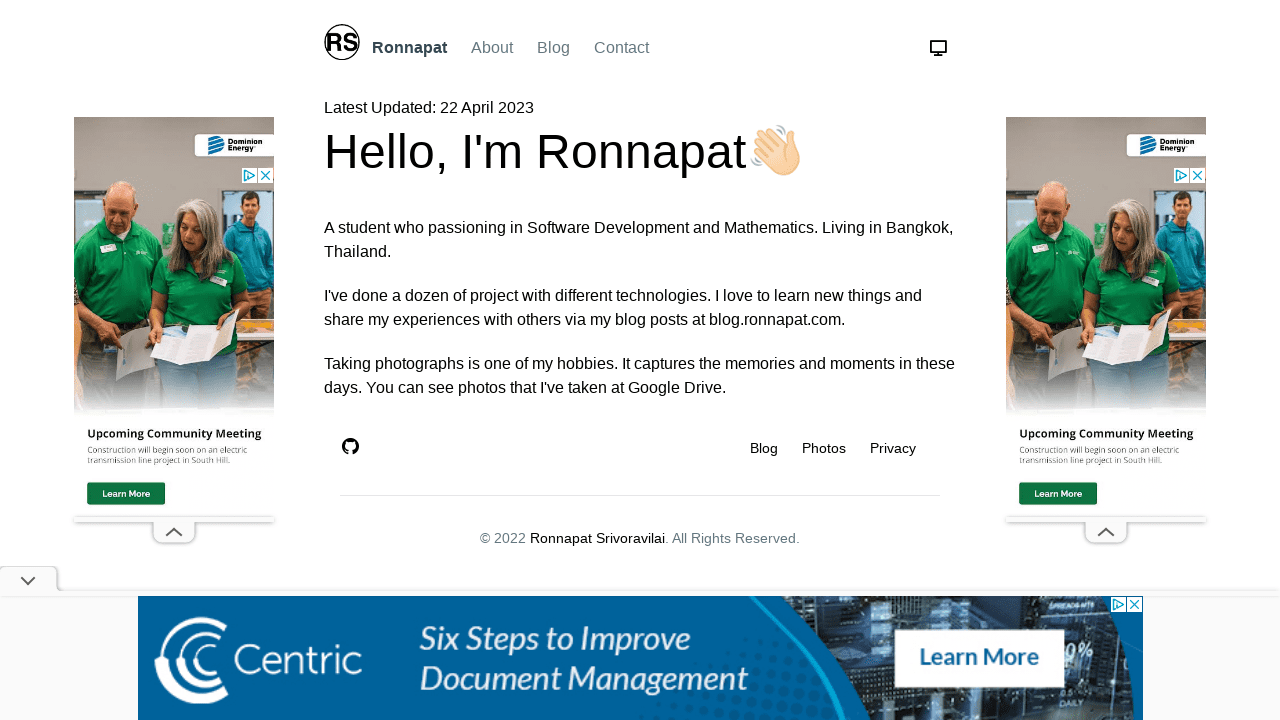 RS
Ronnapat About Blog Contact
Latest Updated: 22 April 2023
Hello, I'm Ronnapat👋🏻
A student who passioning in Software Development and Mathematics. Living in Bangkok,
Thailand.
I've done a dozen of project with different technologies. I love to learn new things and
share my experiences with others via my blog posts at blog.ronnapat.com.
Taking photographs is one of my hobbies. It captures the memories and moments in these
days. You can see photos that I've taken at Google Drive.
Blog Photos Privacy
© 2022 Ronnapat Srivoravilai. All Rights Reserved.
Dominion
Energy®
Upcoming Community Meeting
Construction will begin soon on an electric
transmission line project in South Hill.
Learn More
Dominion
Energy®
Upcoming Community Meeting
Construction will begin soon on an electric
transmission line project in South Hill.
Learn More
Centric
Six Steps to Improve
Document Management
Learn More